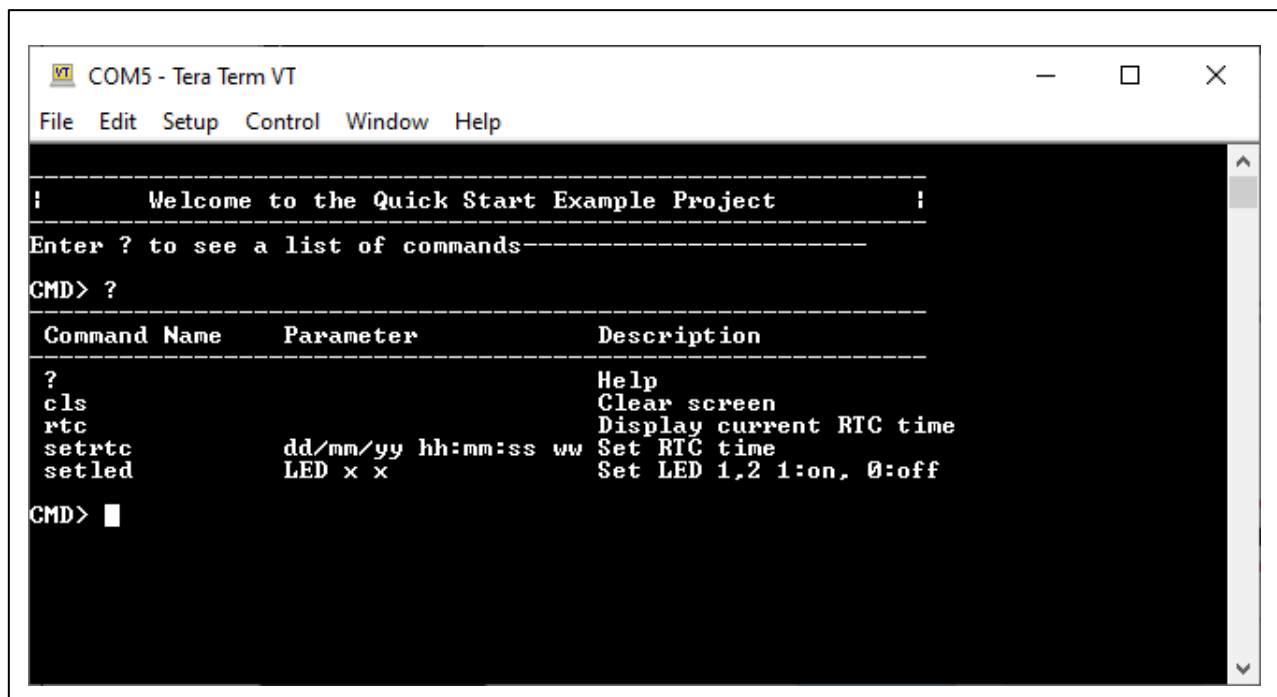 COM5 - Tera Term VT
File Edit Setup Control Window Help
---------------------------------------------------------------
¦ Welcome to the Quick Start Example Project ¦
---------------------------------------------------------------
Enter ? to see a list of commands-----------------------
CMD> ?
---------------------------------------------------------------
Command Name Parameter Description
---------------------------------------------------------------
? Help
cls Clear screen
rtc Display current RTC time
setrtc dd/mm/yy hh:mm:ss ww Set RTC time
setled LED x x Set LED 1,2 1:on, 0:off
CMD>